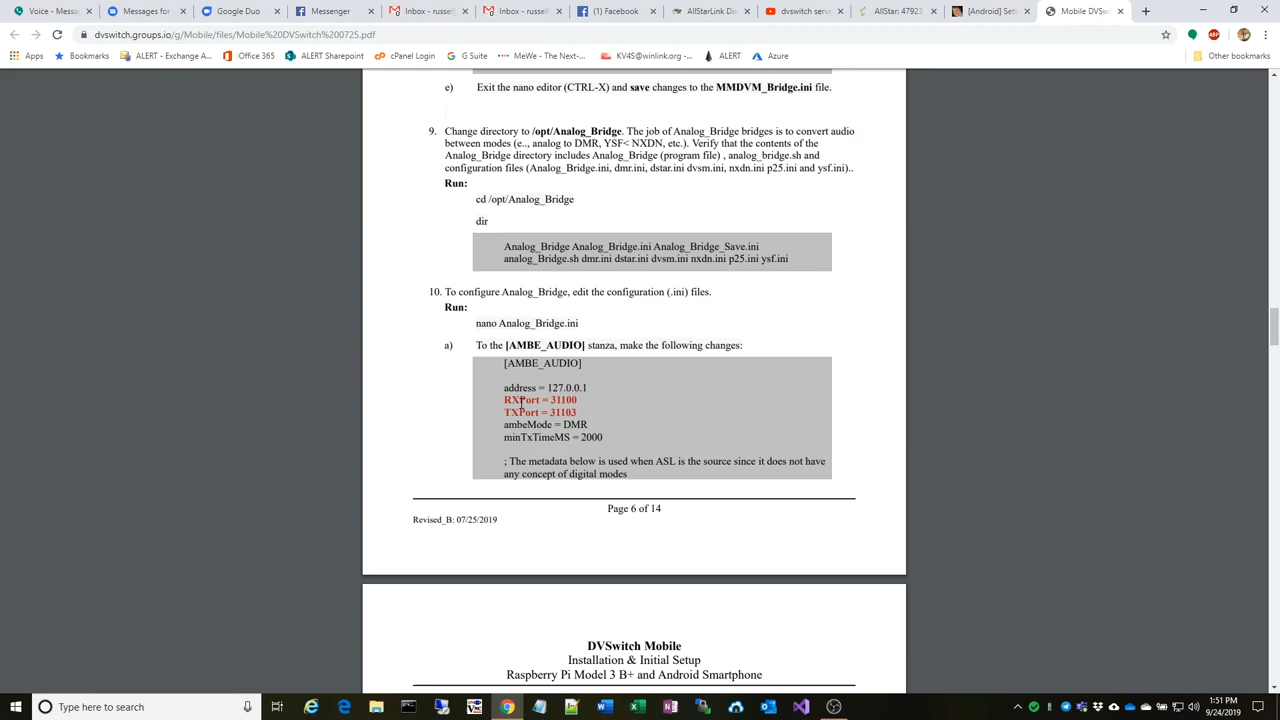 Voice - Messages
Messages for w
Google Duo
Facebook
Inbox - russell
Inbox - russell
(1) Facebook
AllStarLink Da
dvswitch serve
AllStar: 47923
[Android] Sett
Mobile DVSw
dvswitch.groups.io/g/Mobile/files/Mobile%20DVSwitch%200725.pdf
Apps
Bookmarks
ALERT - Exchange A...
Office 365
ALERT Sharepoint
cPanel Login
G Suite
MeWe - The Next-...
KV4S@winlink.org -...
ALERT
Azure
Other bookmarks
e) Exit the nano editor (CTRL-X) and save changes to the MMDVM_Bridge.ini file.
9. Change directory to /opt/Analog_Bridge. The job of Analog_Bridge bridges is to convert audio
between modes (e.., analog to DMR, YSF< NXDN, etc.). Verify that the contents of the
Analog_Bridge directory includes Analog_Bridge (program file) , analog_bridge.sh and
configuration files (Analog_Bridge.ini, dmr.ini, dstar.ini dvsm.ini, nxdn.ini p25.ini and ysf.ini)..
Run:
cd /opt/Analog_Bridge
dir
Analog_Bridge Analog_Bridge.ini Analog_Bridge_Save.ini
analog_Bridge.sh dmr.ini dstar.ini dvsm.ini nxdn.ini p25.ini ysf.ini
10. To configure Analog_Bridge, edit the configuration (.ini) files.
Run:
nano Analog_Bridge.ini
a) To the [AMBE_AUDIO] stanza, make the following changes:
[AMBE_AUDIO]
address = 127.0.0.1
RXPort = 31100
TXPort = 31103
ambeMode = DMR
minTxTimeMS = 2000
; The metadata below is used when ASL is the source since it does not have
any concept of digital modes
Page 6 of 14
Revised_B: 07/25/2019
DVSwitch Mobile
Installation & Initial Setup
Raspberry Pi Model 3 B+ and Android Smartphone
Type here to search
1:51 PM
9/24/2019